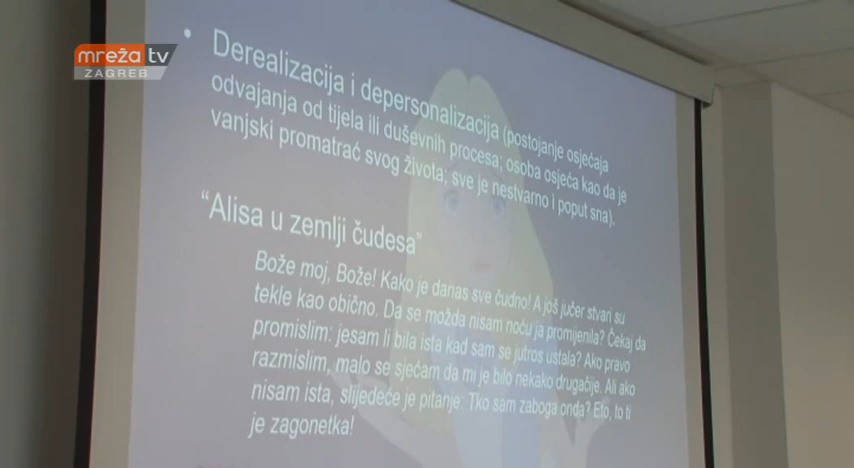 mreža tv
ZAGREB
• Derealizacija i depersonalizacija (postojanje osjećaja
odvajanja od tijela ili duševnih procesa; osoba osjeća kao da je
vanjski promatrać svog života; sve je nestvarno i poput sna).
“Alisa u zemlji čudesa”
Bože moj, Bože! Kako je danas sve čudno! A još jučer stvari su
tekle kao obično. Da se možda nisam noću ja promijenila? Čekaj da
promislim: jesam li bila ista kad sam se jutros ustala? Ako pravo
razmislim, malo se sjećam da mi je bilo nekako drugačije. Ali ako
nisam ista, slijedeće je pitanje: Tko sam zaboga onda? Eto, to ti
je zagonetka!